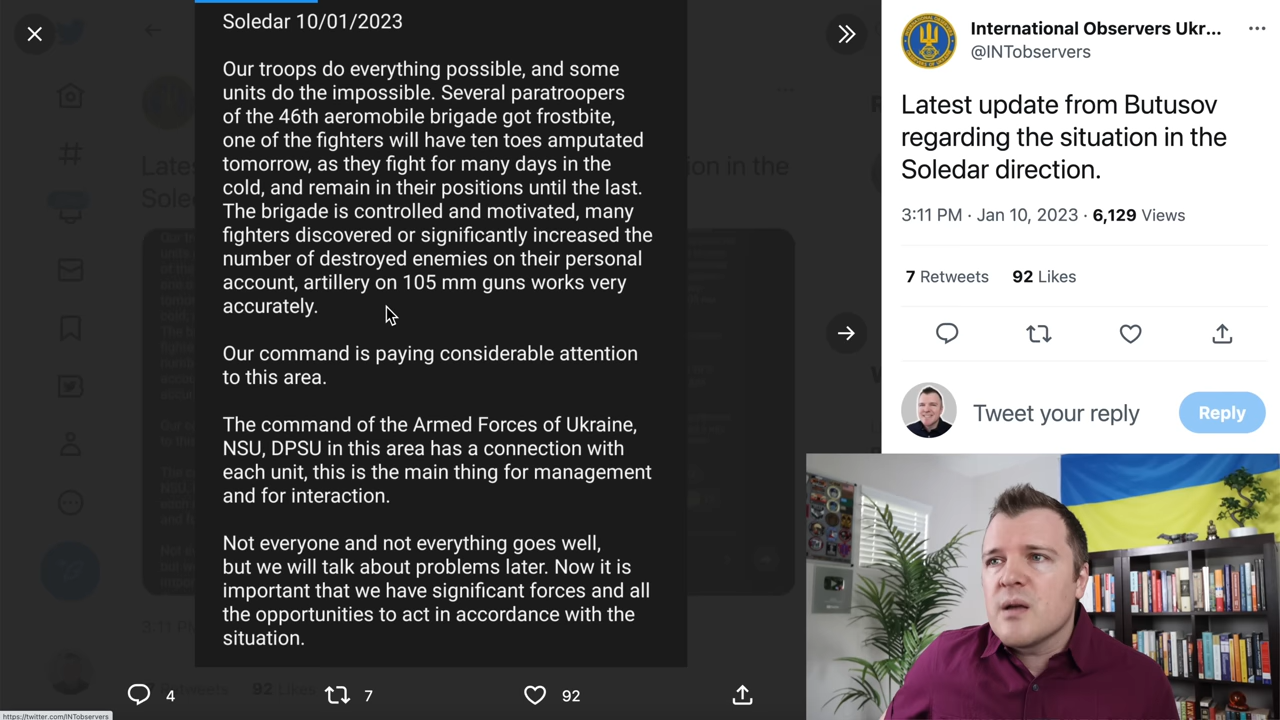 Soledar 10/01/2023
Our troops do everything possible, and some
units do the impossible. Several paratroopers
of the 46th aeromobile brigade got frostbite,
one of the fighters will have ten toes amputated
tomorrow, as they fight for many days in the
cold, and remain in their positions until the last.
The brigade is controlled and motivated, many
fighters discovered or significantly increased the
number of destroyed enemies on their personal
account, artillery on 105 mm guns works very
accurately.
Our command is paying considerable attention
to this area.
The command of the Armed Forces of Ukraine,
NSU, DPSU in this area has a connection with
each unit, this is the main thing for management
and for interaction.
Not everyone and not everything goes well,
but we will talk about problems later. Now it is
important that we have significant forces and all
the opportunities to act in accordance with the
situation.
4
7
92
https://twitter.com/INTobservers
International Observers Ukr...
@INTobservers
Latest update from Butusov
regarding the situation in the
Soledar direction.
3:11 PM · Jan 10, 2023 · 6,129 Views
7 Retweets 92 Likes
Tweet your reply
Reply